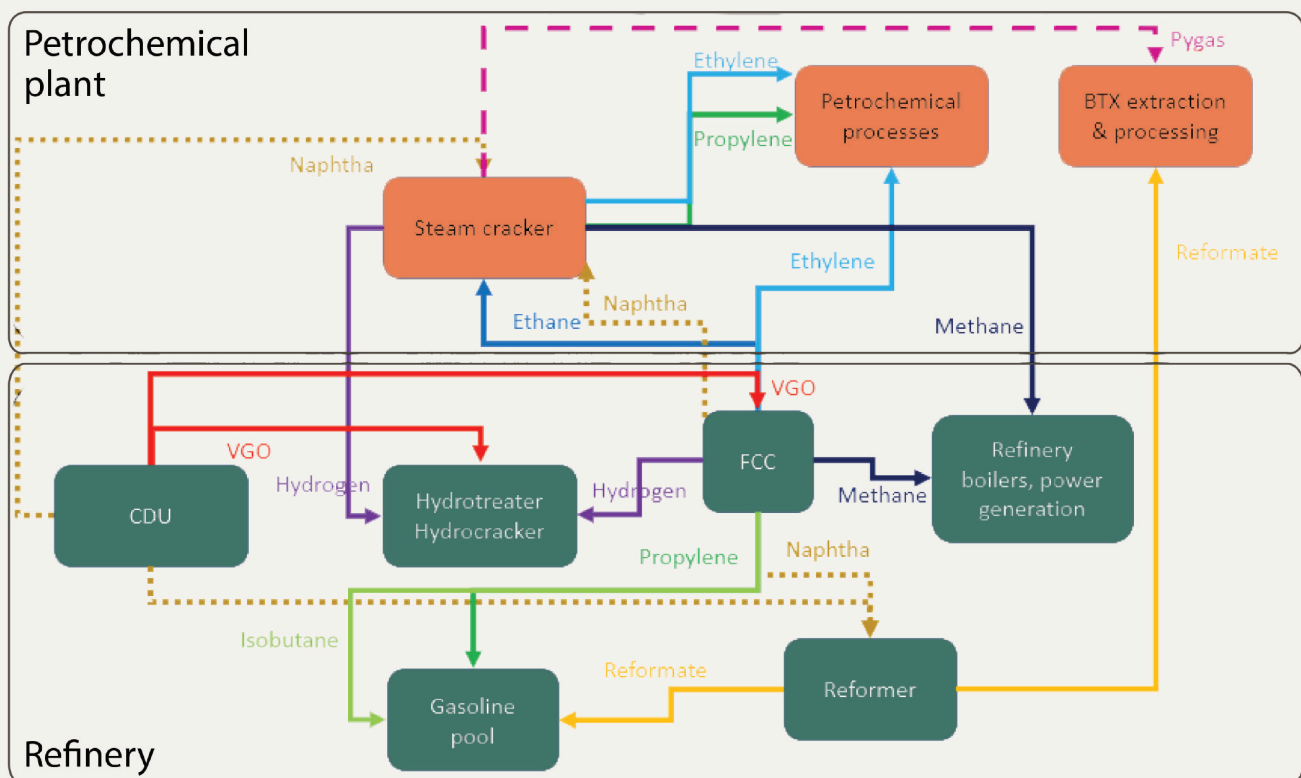 Petrochemical
plant
Pygas
Ethylene
Petrochemical
processes
BTX extraction
& processing
Propylene
Naphtha
Steam cracker
Ethylene
Reformate
Naphtha
Ethane
Methane
VGO
VGO
FCC
Refinery
boilers, power
generation
Hydrogen
Hydrogen
Methane
CDU
Hydrotreater
Hydrocracker
Propylene
Naphtha
Isobutane
Reformate
Reformer
Gasoline
pool
Refinery